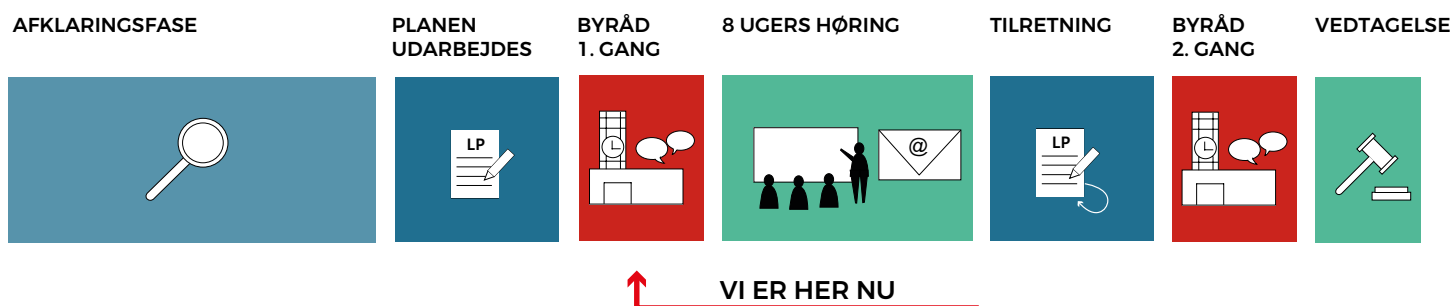 AFKLARINGSFASE
PLANEN
UDARBEJDES
BYRÅD
1. GANG
8 UGERS HØRING
TILRETNING
BYRÅD
2. GANG
VEDTAGELSE
LP
@
LP
VI ER HER NU